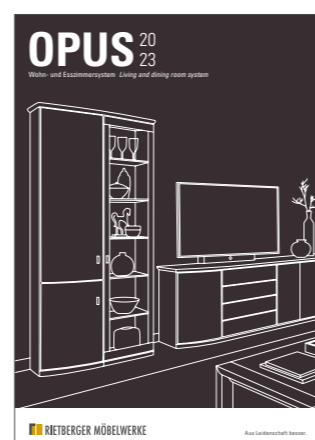 OPUS 20
23
Wohn- und Esszimmersystem Living and dining room system
RIETBERGER MÖBELWERKE
Aus Leidenschaft besser.